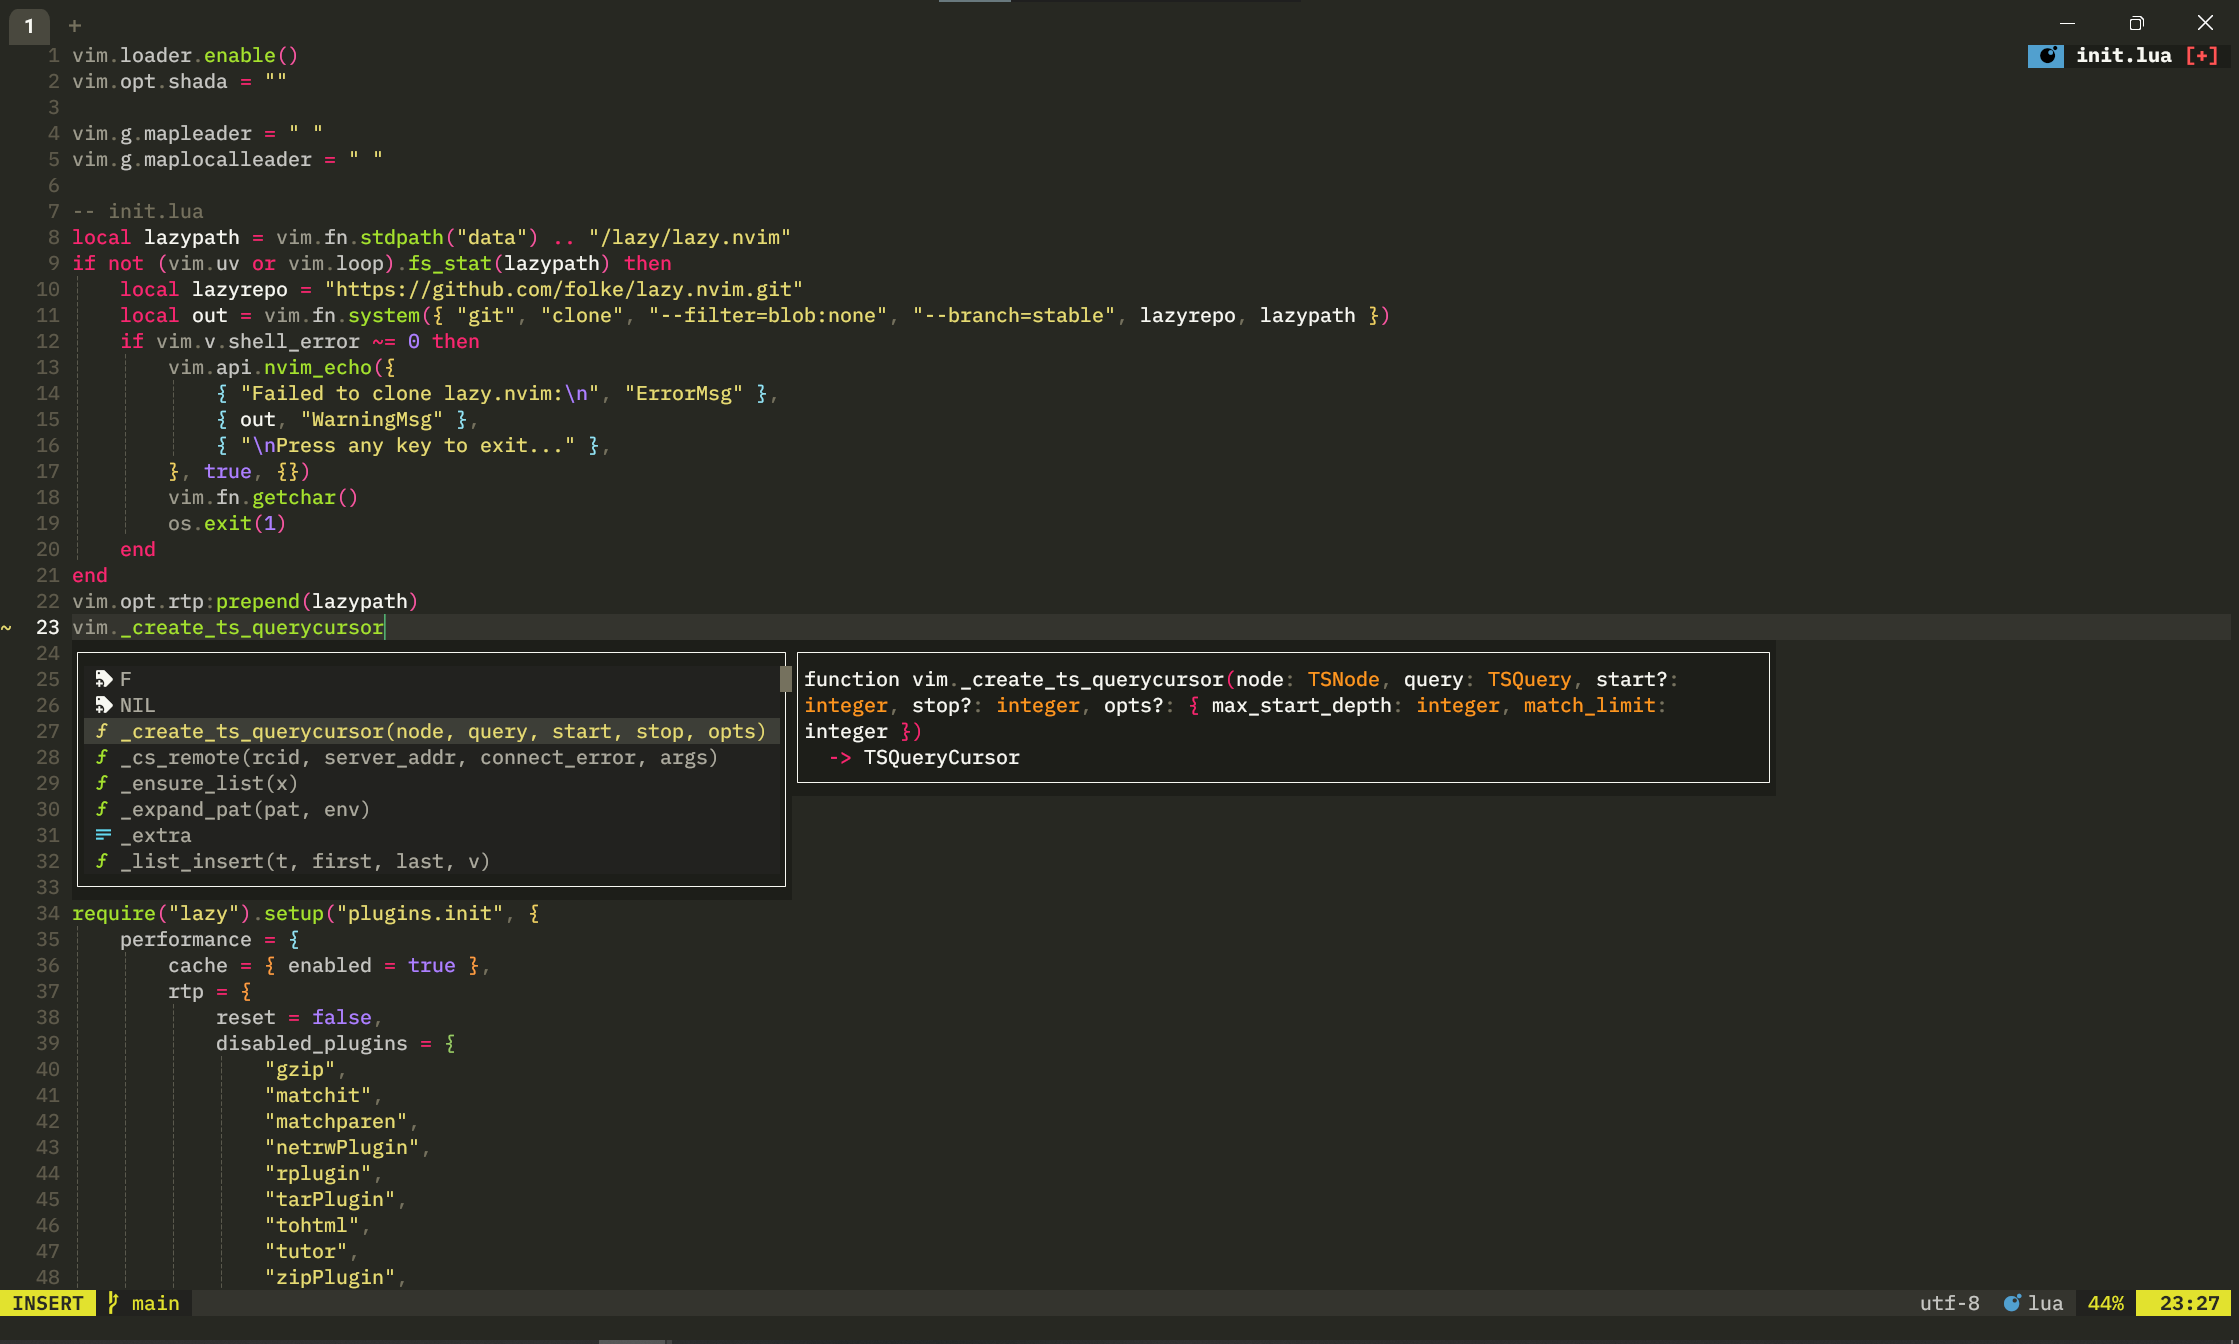 1 +
init.lua [+]
1 vim.loader.enable()
2 vim.opt.shada = ""
3
4 vim.g.mapleader = " "
5 vim.g.maplocalleader = " "
6
7 -- init.lua
8 local lazypath = vim.fn.stdpath("data") .. "/lazy/lazy.nvim"
9 if not (vim.uv or vim.loop).fs_stat(lazypath) then
10     local lazyrepo = "https://github.com/folke/lazy.nvim.git"
11     local out = vim.fn.system({ "git", "clone", "--filter=blob:none", "--branch=stable", lazyrepo, lazypath })
12     if vim.v.shell_error ~= 0 then
13         vim.api.nvim_echo({
14             { "Failed to clone lazy.nvim:\n", "ErrorMsg" },
15             { out, "WarningMsg" },
16             { "\nPress any key to exit..." },
17         }, true, {})
18         vim.fn.getchar()
19         os.exit(1)
20     end
21 end
22 vim.opt.rtp:prepend(lazypath)
~ 23 vim._create_ts_querycursor
24
25 F
26 NIL
27 f _create_ts_querycursor(node, query, start, stop, opts)
28 f _cs_remote(rcid, server_addr, connect_error, args)
29 f _ensure_list(x)
30 f _expand_pat(pat, env)
31 _extra
32 f _list_insert(t, first, last, v)
33
function vim._create_ts_querycursor(node: TSNode, query: TSQuery, start?:
integer, stop?: integer, opts?: { max_start_depth: integer, match_limit:
integer })
-> TSQueryCursor
34 require("lazy").setup("plugins.init", {
35     performance = {
36         cache = { enabled = true },
37         rtp = {
38             reset = false,
39             disabled_plugins = {
40                 "gzip",
41                 "matchit",
42                 "matchparen",
43                 "netrwPlugin",
44                 "rplugin",
45                 "tarPlugin",
46                 "tohtml",
47                 "tutor",
48                 "zipPlugin",
INSERT main utf-8 lua 44% 23:27